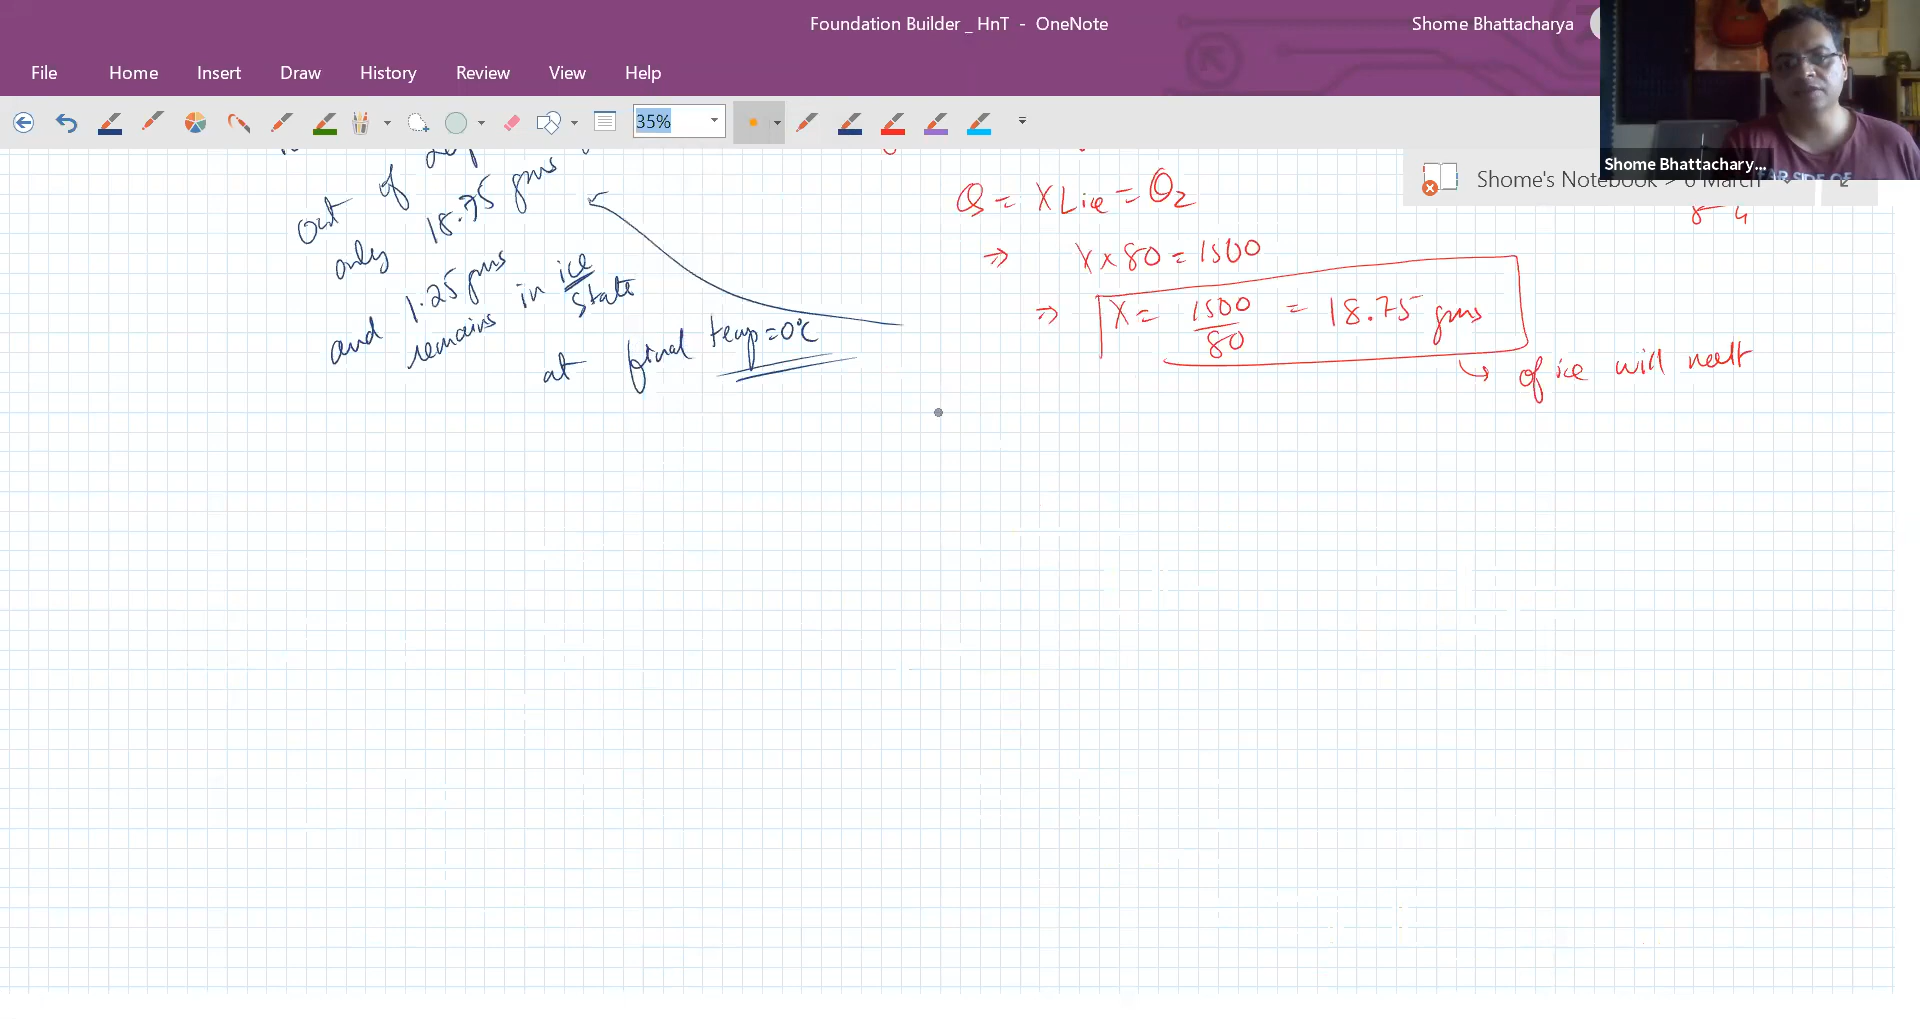 Foundation Builder _ HnT - OneNote
Shome Bhattacharya
File Home Insert Draw History Review View Help
35%
Shome Bhattachary...
Shome's Notebook > 6 March
out of
only 18.75 gms
and 1.25 gms
remains in ice
state
at final temp = 0°C
Q = X Lice = Q2
⇒ X × 80 = 1500
⇒ X = 1500/80 = 18.75 gms
↳ of ice will melt